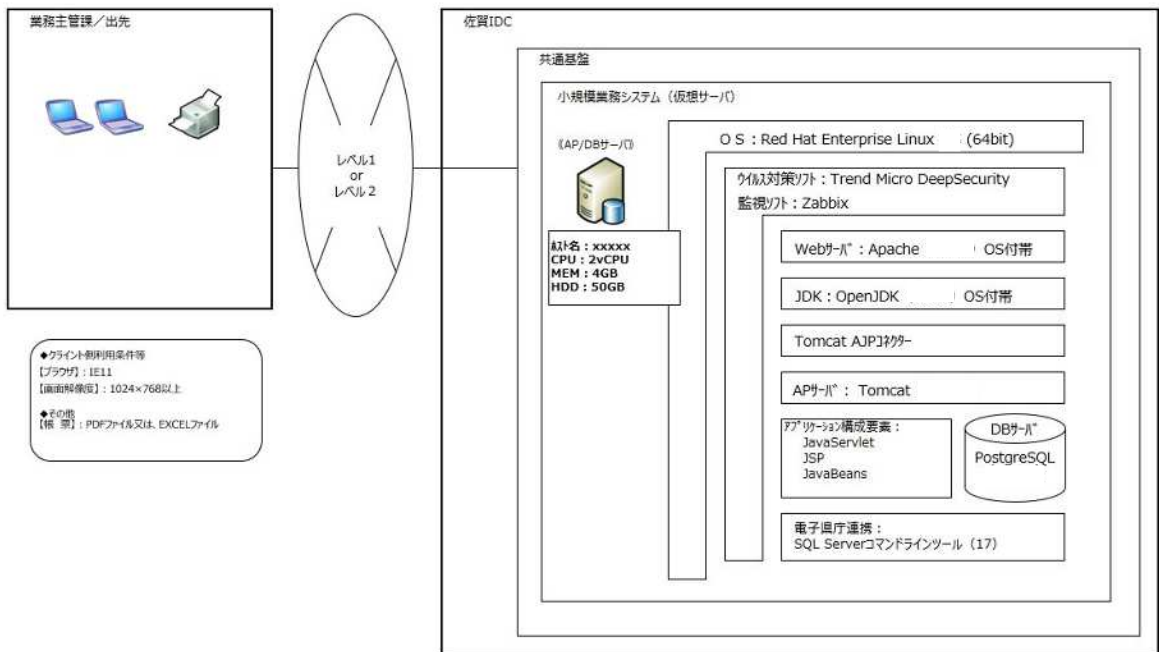 業務主管課／出先
レベル1
or
レベル2
◆クライント側利用条件等
【ブラウザ】：IE11
【画面解像度】：1024×768以上
◆その他
【帳 票】：PDFファイル又は、EXCELファイル
佐賀IDC
共通基盤
小規模業務システム（仮想サーバ）
《AP/DBサーバ》
ﾎｽﾄ名：xxxxx
CPU：2vCPU
MEM：4GB
HDD：50GB
ＯＳ：Red Hat Enterprise Linux (64bit)
ｳｲﾙｽ対策ｿﾌﾄ：Trend Micro DeepSecurity
監視ｿﾌﾄ：Zabbix
Webｻｰﾊﾞ：Apache OS付帯
JDK：OpenJDK OS付帯
Tomcat AJPｺﾈｸﾀｰ
APｻｰﾊﾞ： Tomcat
ｱﾌﾟﾘｹｰｼｮﾝ構成要素：
JavaServlet
JSP
JavaBeans
DBｻｰﾊﾞ
PostgreSQL
電子県庁連携：
SQL Serverコマンドラインツール（17）